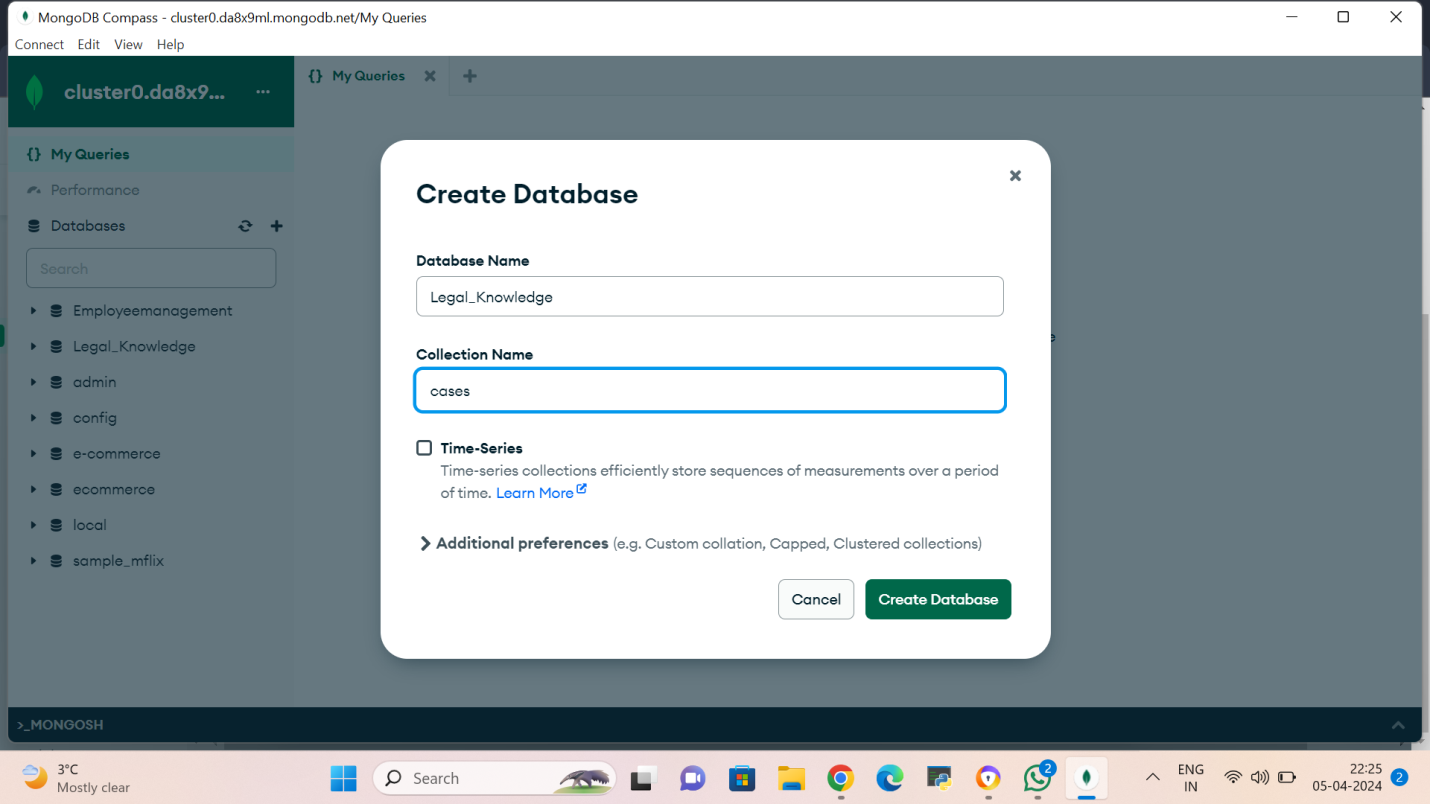 MongoDB Compass - cluster0.da8x9ml.mongodb.net/My Queries
Connect Edit View Help
cluster0.da8x9... ...
{} My Queries
{} My Queries
Performance
Databases
Search
Employeemanagement
Legal_Knowledge
admin
config
e-commerce
ecommerce
local
sample_mflix
Create Database
Database Name
Legal_Knowledge
Collection Name
cases
Time-Series
Time-series collections efficiently store sequences of measurements over a period
of time. Learn More
Additional preferences (e.g. Custom collation, Capped, Clustered collections)
Cancel Create Database
>_MONGOSH
3°C
Mostly clear
Search
2
ENG
IN
22:25
05-04-2024
2